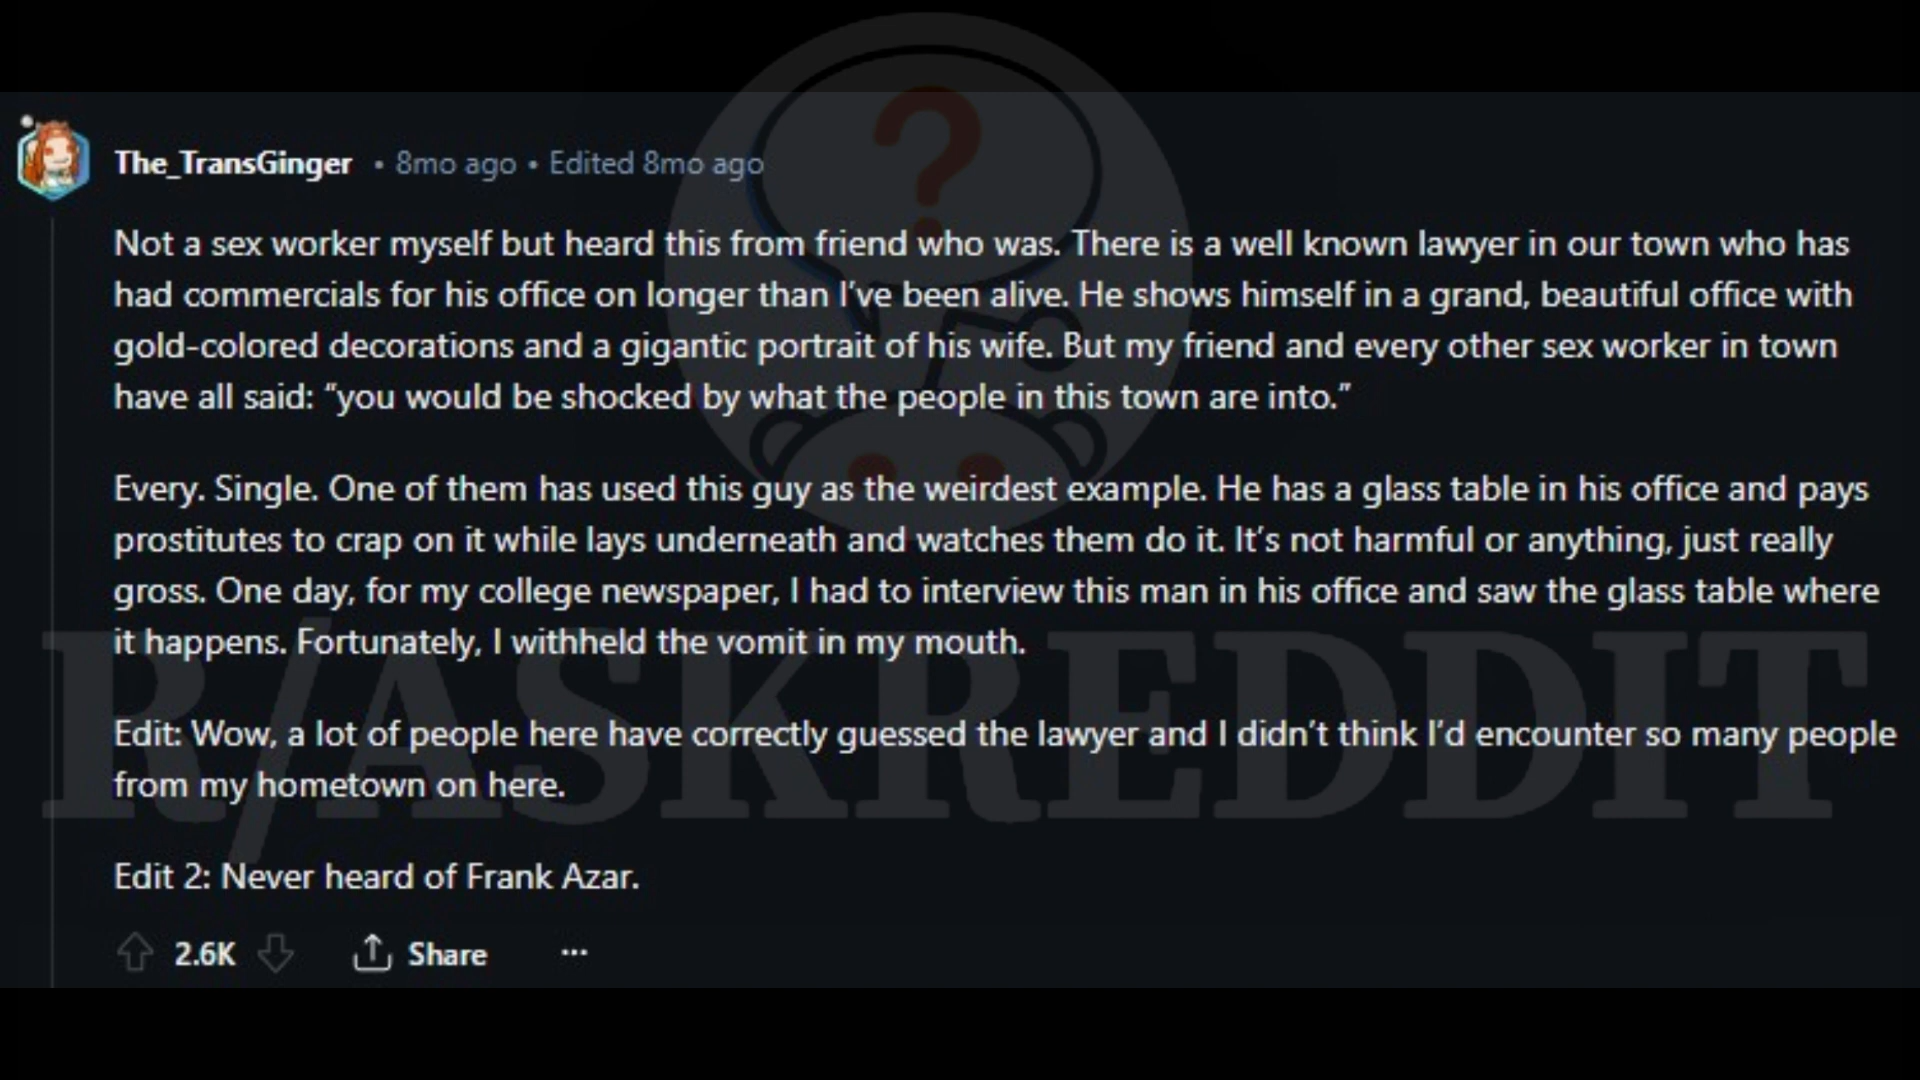 The_TransGinger • 8mo ago • Edited 8mo ago
Not a sex worker myself but heard this from friend who was. There is a well known lawyer in our town who has
had commercials for his office on longer than I've been alive. He shows himself in a grand, beautiful office with
gold-colored decorations and a gigantic portrait of his wife. But my friend and every other sex worker in town
have all said: “you would be shocked by what the people in this town are into.”
Every. Single. One of them has used this guy as the weirdest example. He has a glass table in his office and pays
prostitutes to crap on it while lays underneath and watches them do it. It's not harmful or anything, just really
gross. One day, for my college newspaper, I had to interview this man in his office and saw the glass table where
it happens. Fortunately, I withheld the vomit in my mouth.
Edit: Wow, a lot of people here have correctly guessed the lawyer and I didn't think I'd encounter so many people
from my hometown on here.
Edit 2: Never heard of Frank Azar.
2.6K Share ...
R/ASKREDDIT